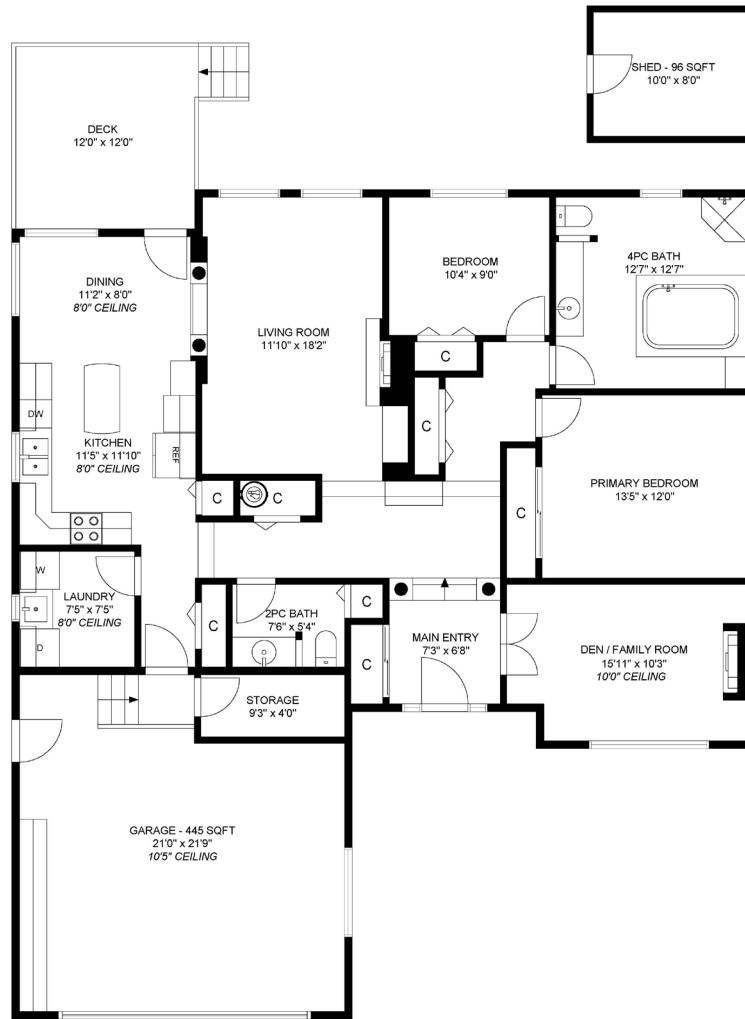 SHED - 96 SQFT
10'0" x 8'0"
DECK
12'0" x 12'0"
DINING
11'2" x 8'0"
8'0" CEILING
BEDROOM
10'4" x 9'0"
4PC BATH
12'7" x 12'7"
LIVING ROOM
11'10" x 18'2"
C
DW
C
KITCHEN
11'5" x 11'10"
8'0" CEILING
REF
PRIMARY BEDROOM
13'5" x 12'0"
C
C
C
W
LAUNDRY
7'5" x 7'5"
8'0" CEILING
D
C
2PC BATH
7'6" x 5'4"
C
C
MAIN ENTRY
7'3" x 6'8"
DEN / FAMILY ROOM
15'11" x 10'3"
10'0" CEILING
STORAGE
9'3" x 4'0"
GARAGE - 445 SQFT
21'0" x 21'9"
10'5" CEILING